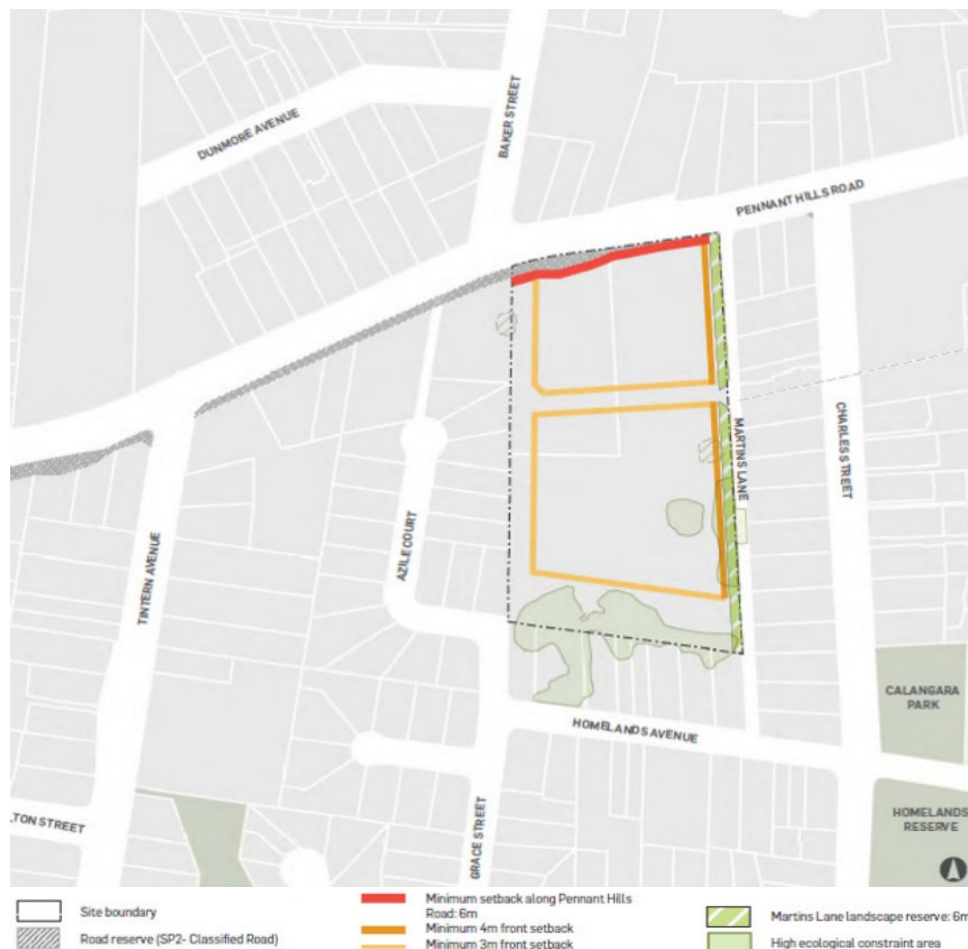 DUNMORE AVENUE
BAKER STREET
PENNANT HILLS ROAD
MARTINS LANE
CHARLES STREET
AZILE COURT
TINTERN AVENUE
CALANGARA
PARK
HOMELANDS AVENUE
HOMELANDS
RESERVE
LTON STREET
GRACE STREET
Site boundary
Road reserve (SP2- Classified Road)
Minimum setback along Pennant Hills
Road: 6m
Minimum 4m front setback
Minimum 3m front setback
Martins Lane landscape reserve: 6m
High ecological constraint area